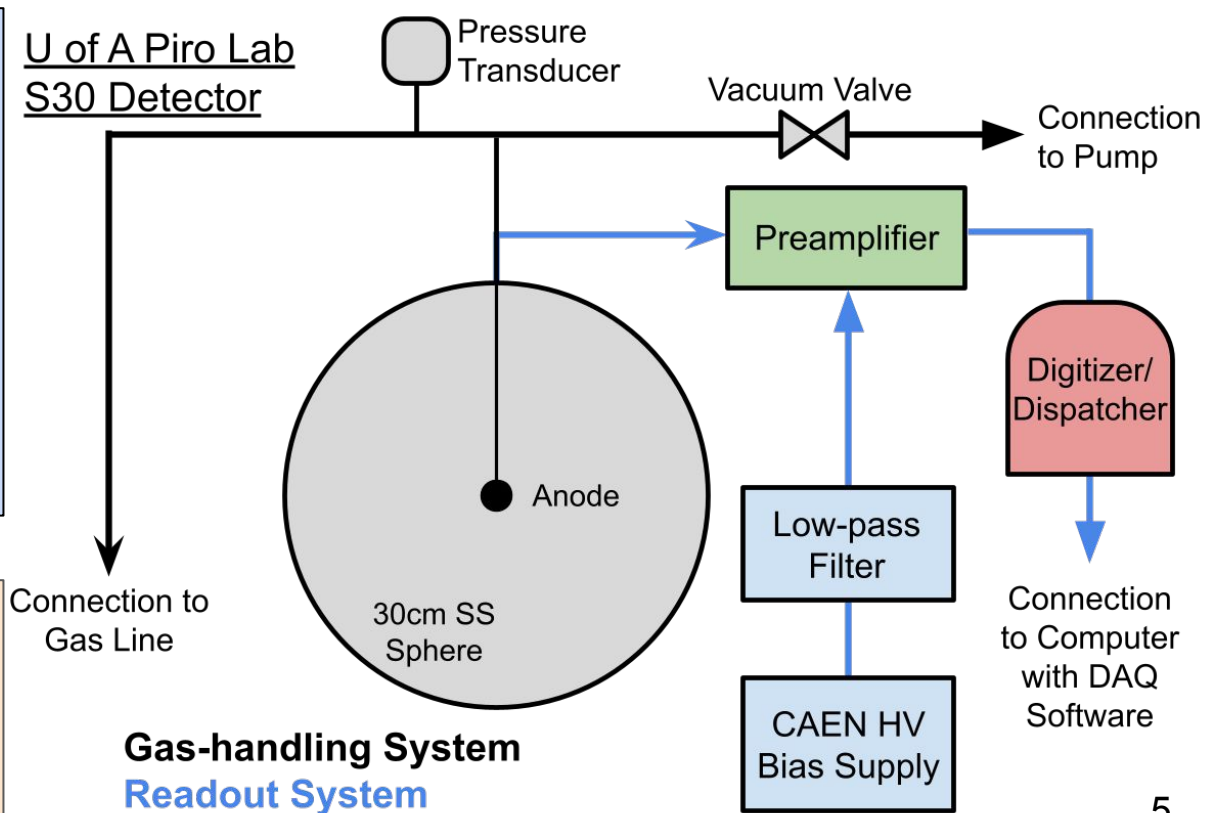 U of A Piro Lab
S30 Detector
Pressure
Transducer
Vacuum Valve
Connection
to Pump
Preamplifier
Digitizer/
Dispatcher
Anode
Low-pass
Filter
Connection to
Gas Line
30cm SS
Sphere
Connection
to Computer
with DAQ
Software
CAEN HV
Bias Supply
Gas-handling System
Readout System
5